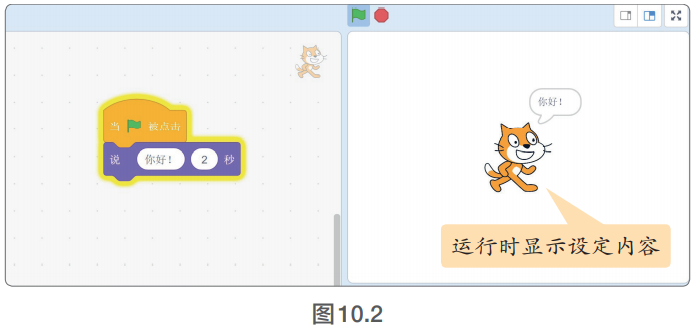 当 被点击
说 你好！ 2 秒
你好！
运行时显示设定内容
图10.2